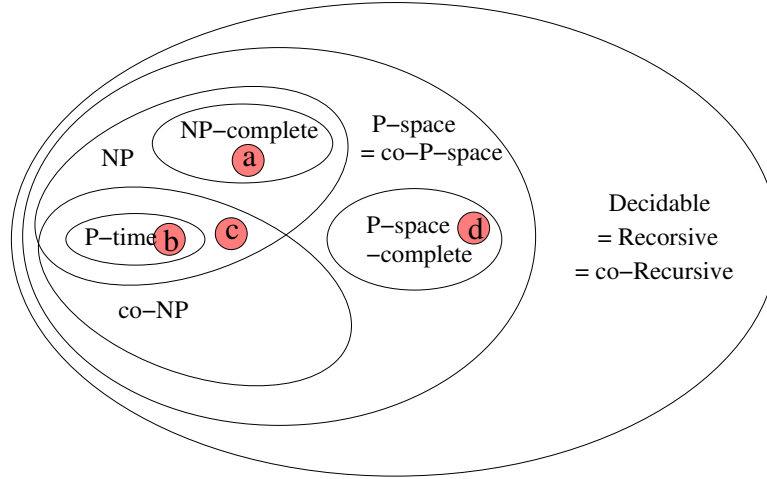 NP−complete
a
NP
P−space
= co−P−space
P−time
b
c
P−space
−complete
d
Decidable
= Recorsive
= co−Recursive
co−NP